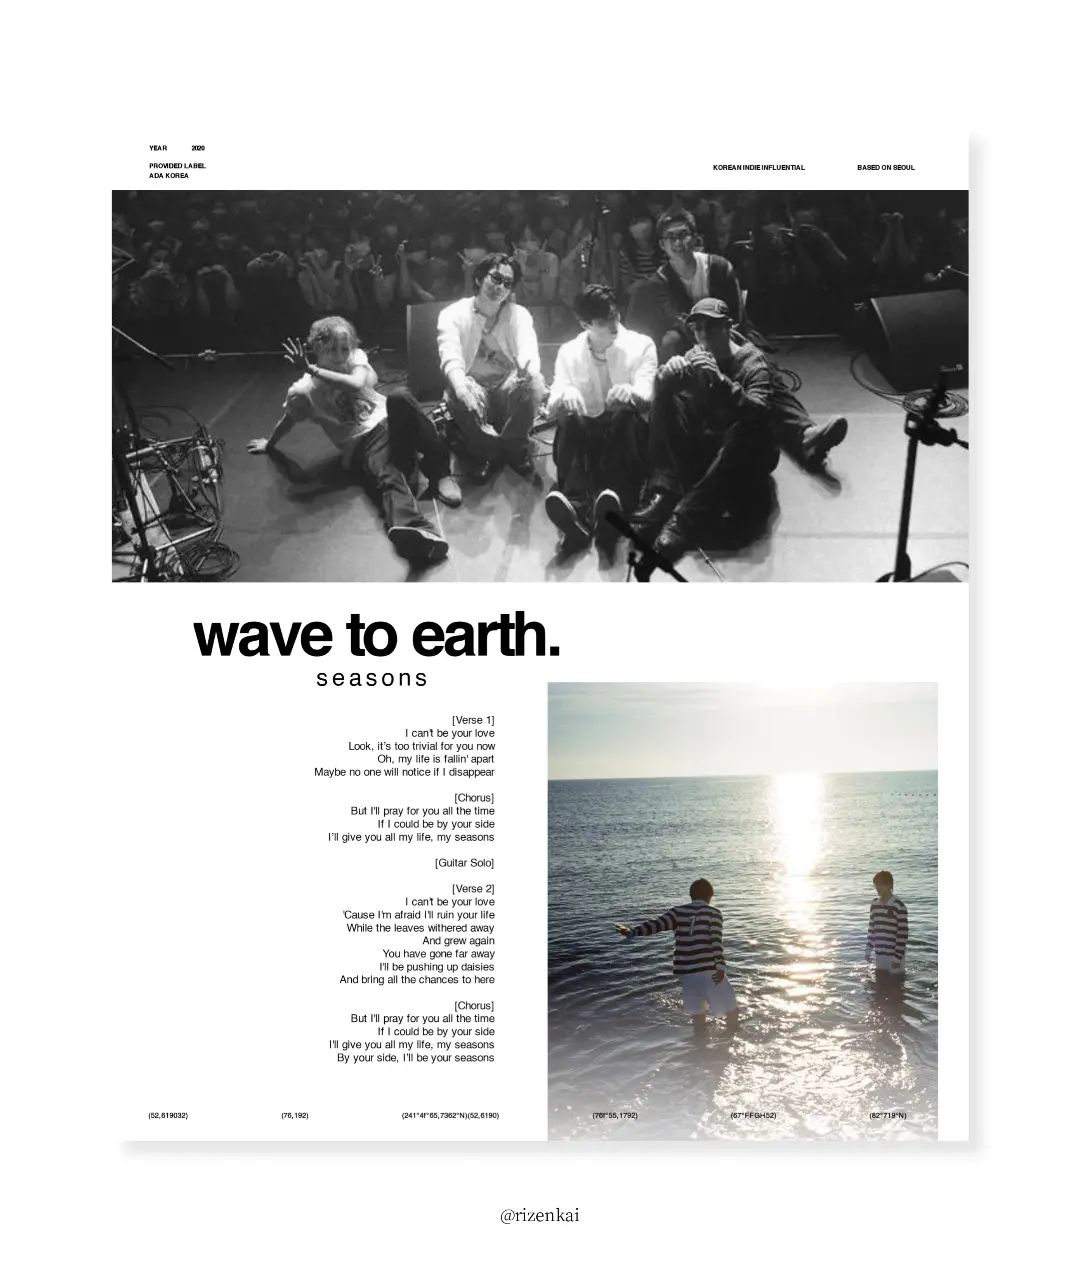 YEAR 2020
PROVIDED LABEL
ADA KOREA
KOREAN INDIE INFLUENTIAL BASED ON SEOUL
wave to earth.
seasons
[Verse 1]
I can't be your love
Look, it's too trivial for you now
Oh, my life is fallin' apart
Maybe no one will notice if I disappear
[Chorus]
But I'll pray for you all the time
If I could be by your side
I'll give you all my life, my seasons
[Guitar Solo]
[Verse 2]
I can't be your love
'Cause I'm afraid I'll ruin your life
While the leaves withered away
And grew again
You have gone far away
I'll be pushing up daisies
And bring all the chances to here
[Chorus]
But I'll pray for you all the time
If I could be by your side
I'll give you all my life, my seasons
By your side, I'll be your seasons
(52,619032) (76,192) (241°4f°65,7362°N)(52,6190) (76f°55,1792) (67°FFGH52) (82°719°N)
@rizenkai